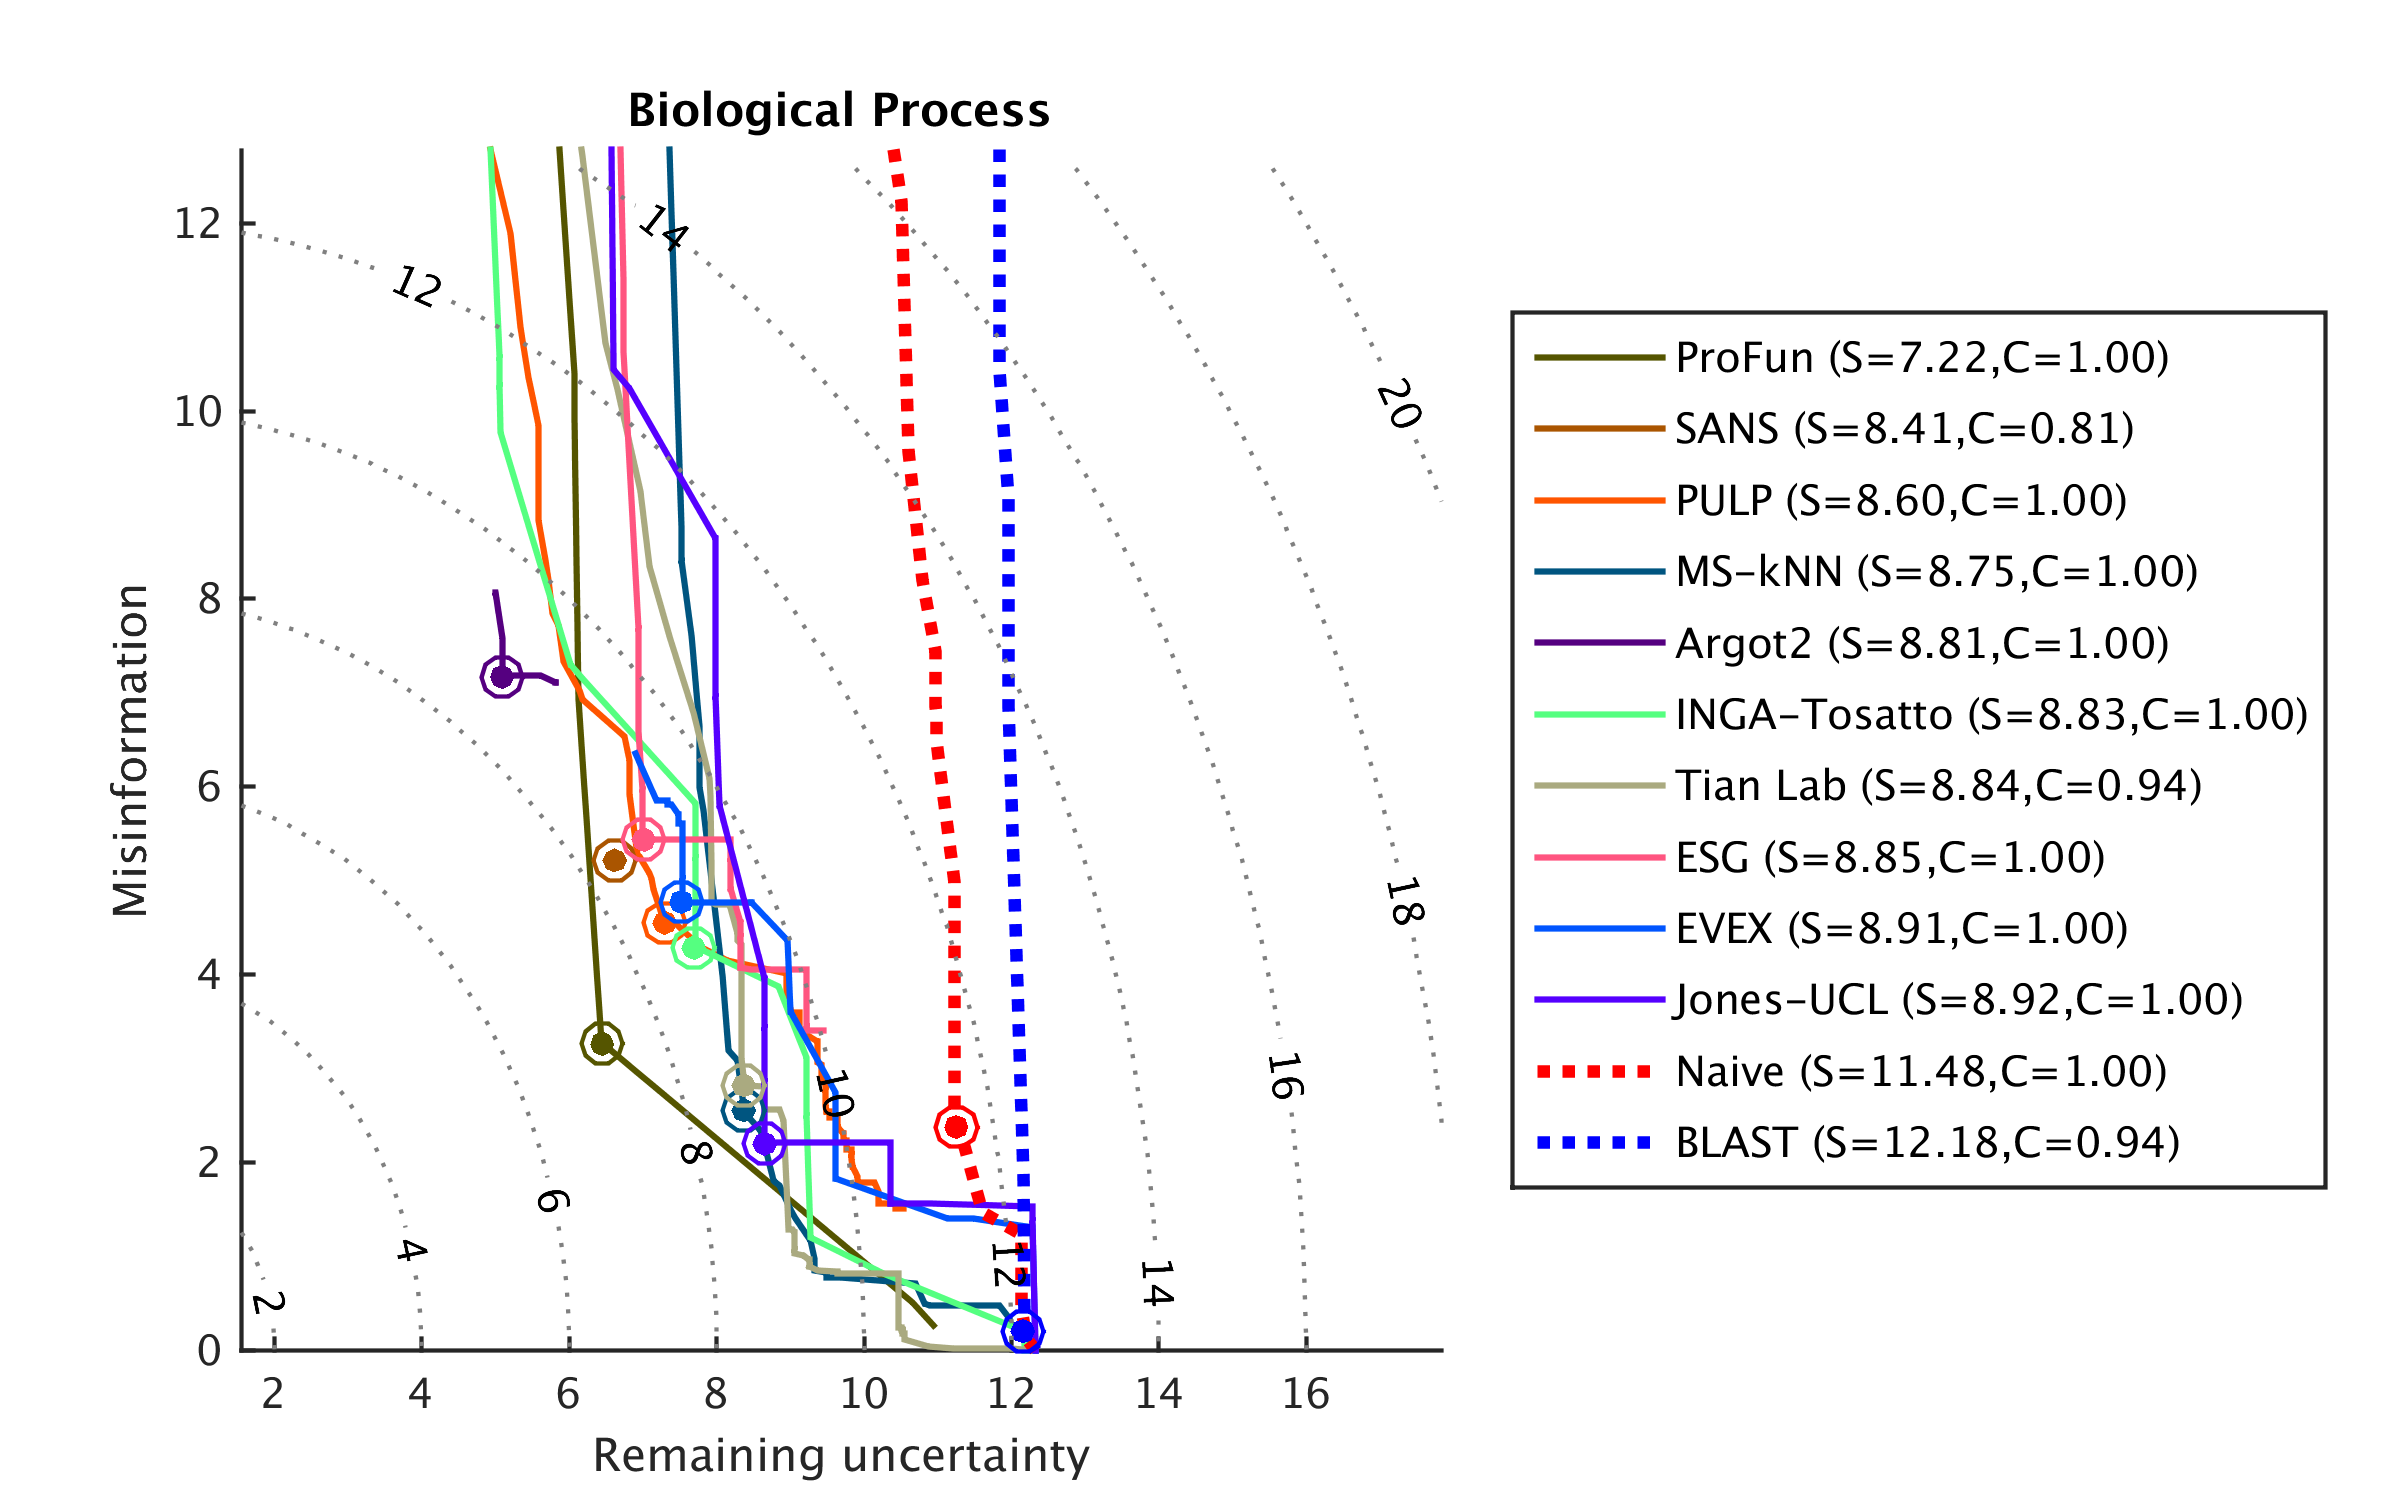 Biological Process
Misinformation
12
10
8
6
4
2
0
2
4
6
8
10
12
14
16
Remaining uncertainty
2
4
6
8
10
12
14
16
18
20
12
14
ProFun (S=7.22,C=1.00)
SANS (S=8.41,C=0.81)
PULP (S=8.60,C=1.00)
MS-kNN (S=8.75,C=1.00)
Argot2 (S=8.81,C=1.00)
INGA-Tosatto (S=8.83,C=1.00)
Tian Lab (S=8.84,C=0.94)
ESG (S=8.85,C=1.00)
EVEX (S=8.91,C=1.00)
Jones-UCL (S=8.92,C=1.00)
Naive (S=11.48,C=1.00)
BLAST (S=12.18,C=0.94)